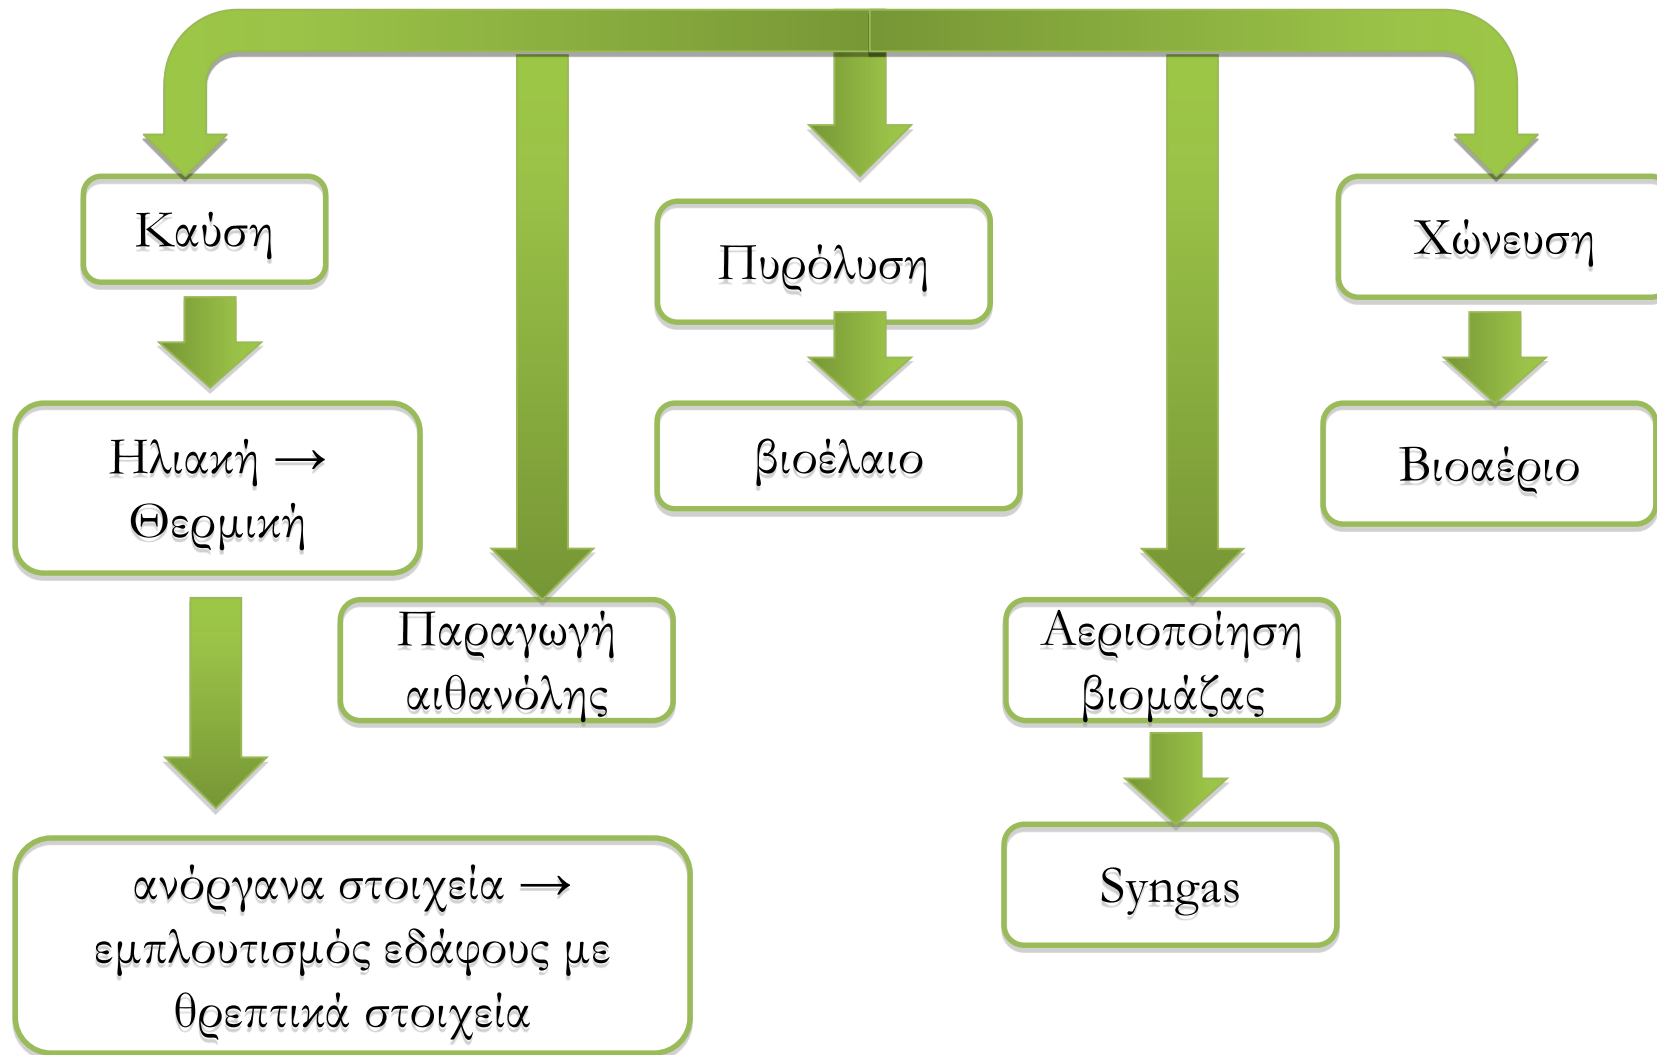 Καύση
Ηλιακή →
Θερμική
ανόργανα στοιχεία →
εμπλουτισμός εδάφους με
θρεπτικά στοιχεία
Παραγωγή
αιθανόλης
Πυρόλυση
βιοέλαιο
Αεριοποίηση
βιομάζας
Syngas
Χώνευση
Βιοαέριο